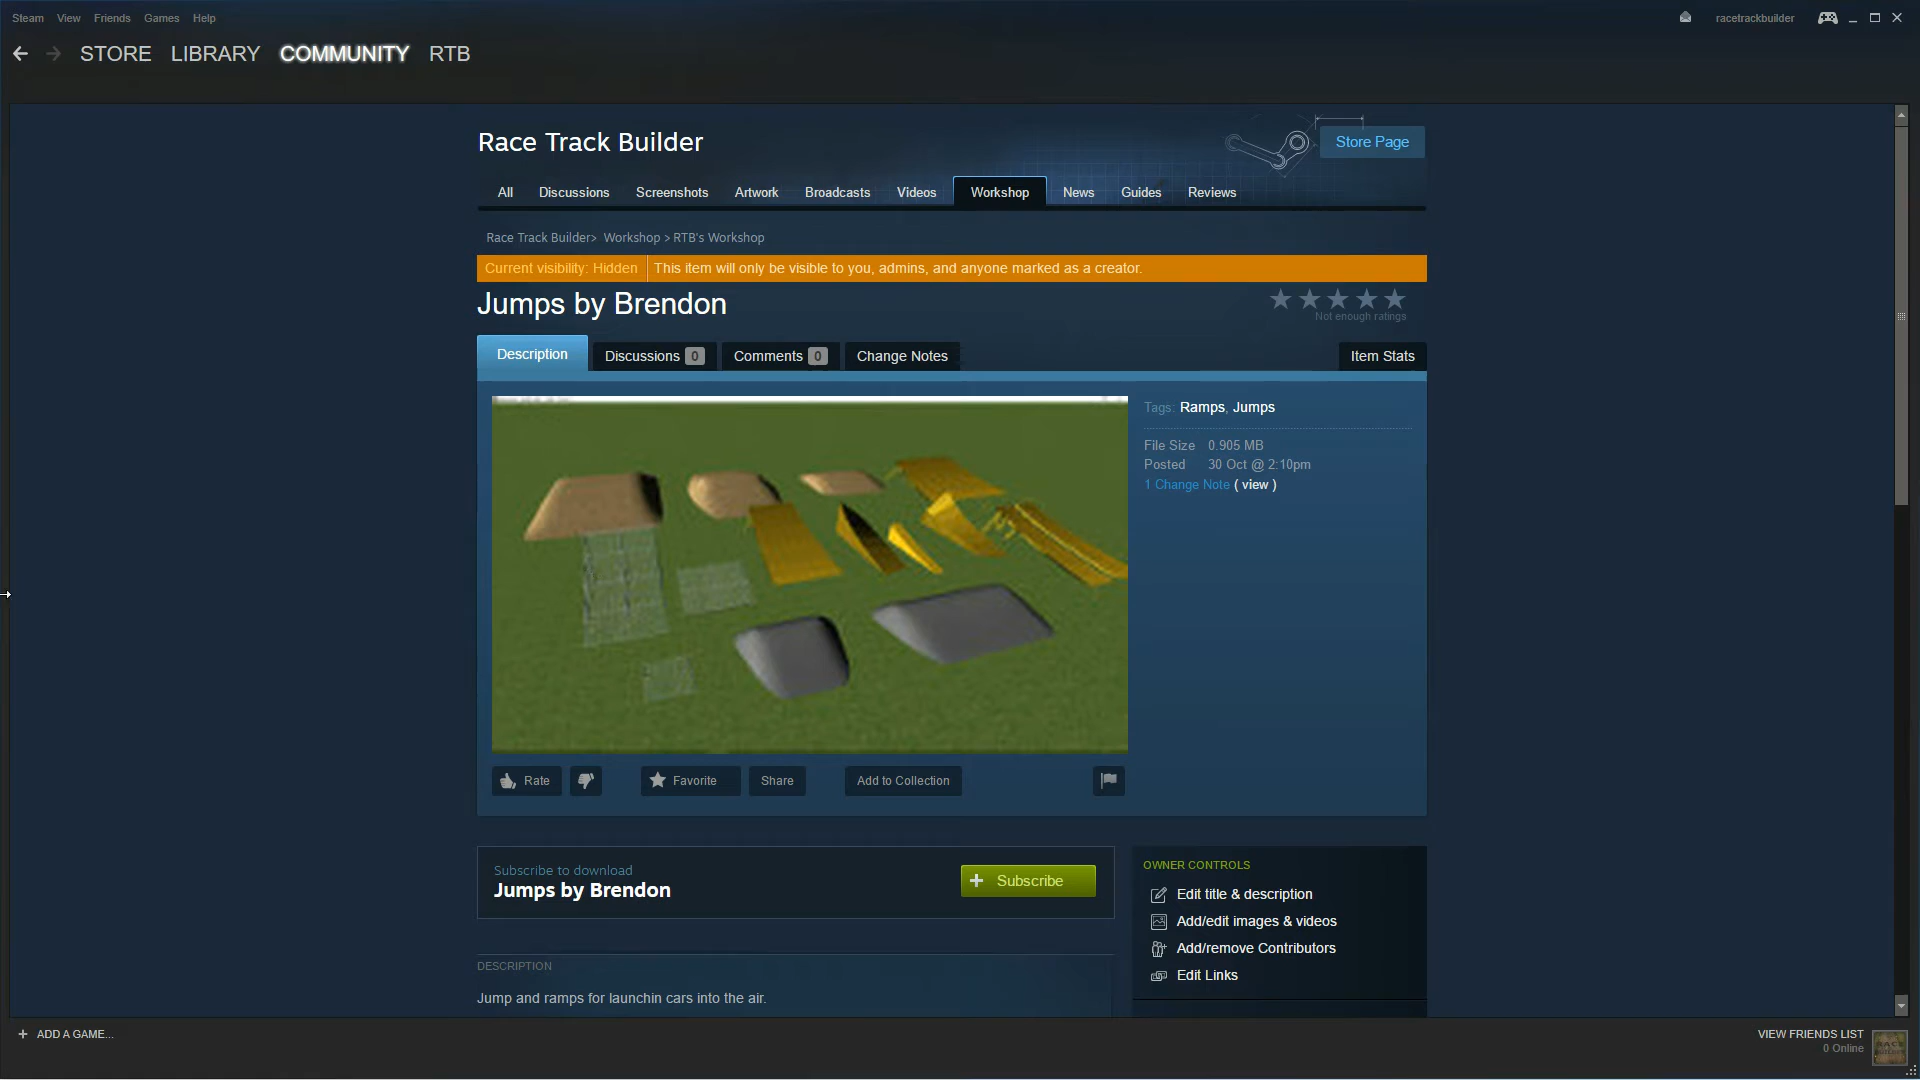 Steam View Friends Games Help
racetrackbuilder
STORE LIBRARY COMMUNITY RTB
Race Track Builder
Store Page
All Discussions Screenshots Artwork Broadcasts Videos Workshop News Guides Reviews
Race Track Builder> Workshop > RTB's Workshop
Current visibility: Hidden This item will only be visible to you, admins, and anyone marked as a creator.
Jumps by Brendon
Not enough ratings
Description Discussions 0 Comments 0 Change Notes Item Stats
Tags: Ramps, Jumps
File Size 0.905 MB
Posted 30 Oct @ 2:10pm
1 Change Note ( view )
Rate Favorite Share Add to Collection
Subscribe to download
Jumps by Brendon
Subscribe
OWNER CONTROLS
Edit title & description
Add/edit images & videos
Add/remove Contributors
Edit Links
DESCRIPTION
Jump and ramps for launchin cars into the air.
+ ADD A GAME...
VIEW FRIENDS LIST
0 Online